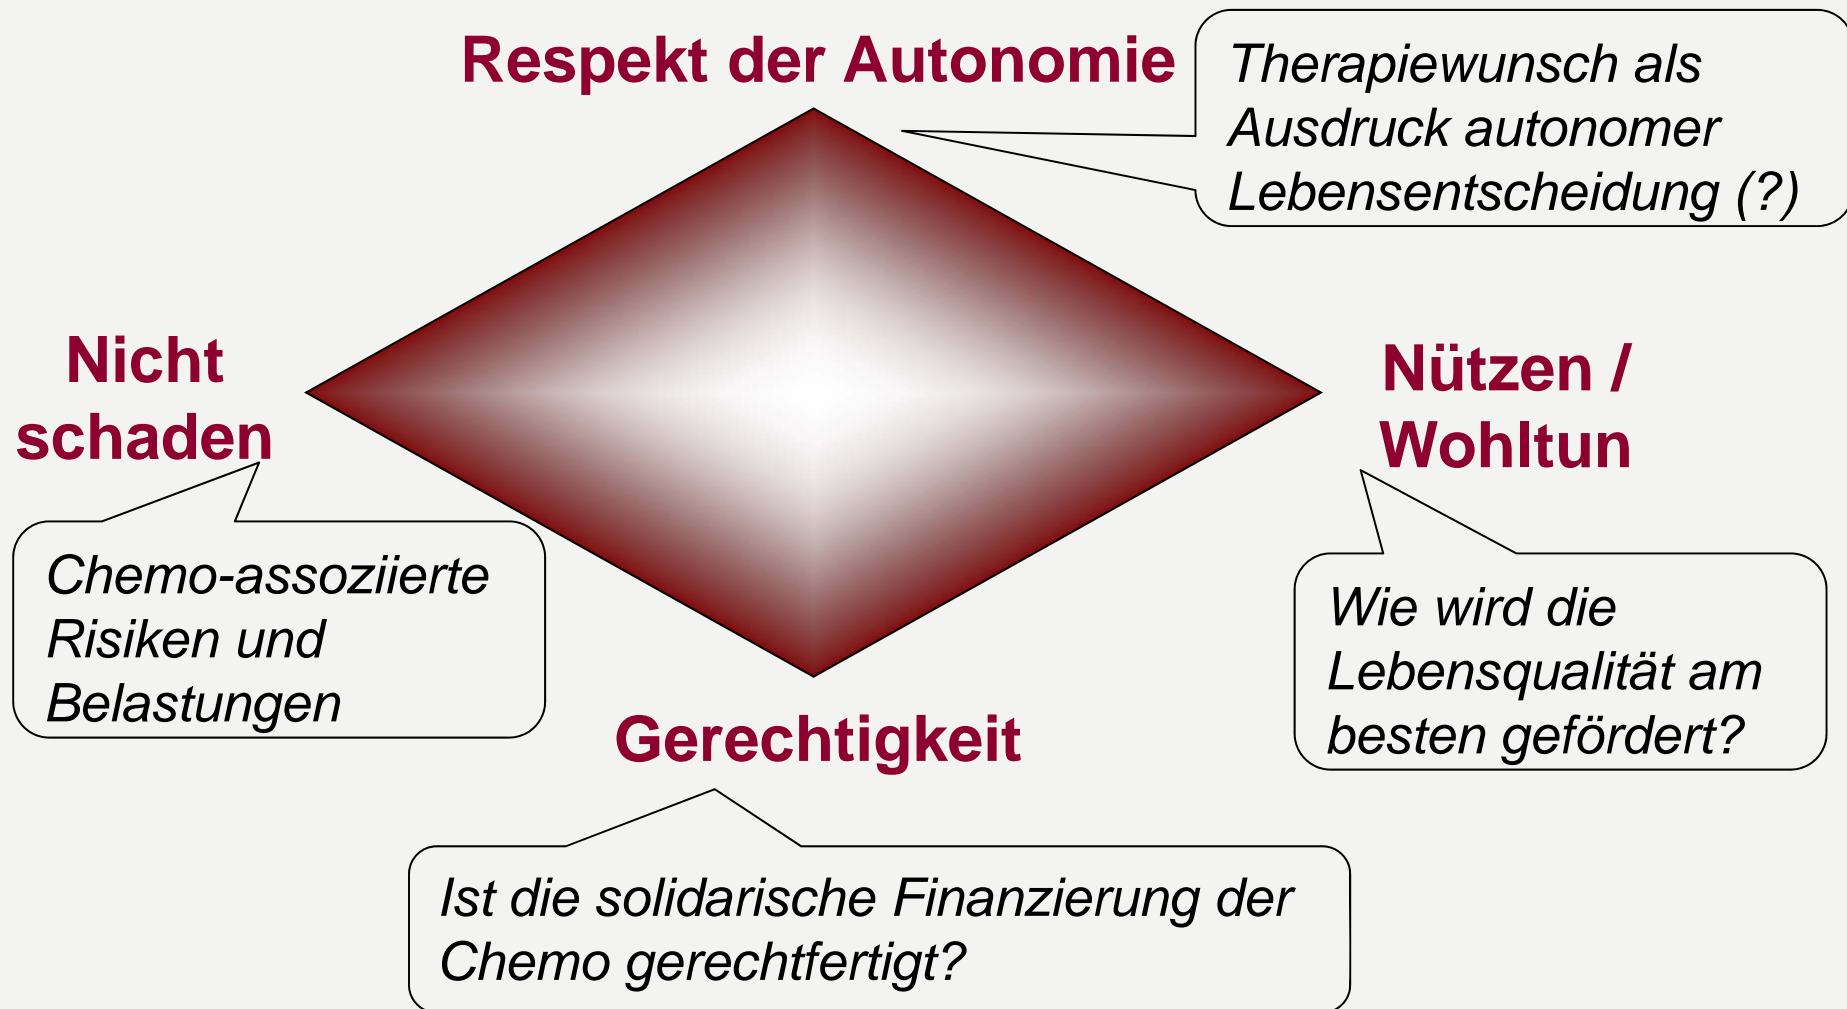 Respekt der Autonomie
Therapiewunsch als
Ausdruck autonomer
Lebensentscheidung (?)
Nicht
schaden
Nützen /
Wohltun
Chemo-assoziierte
Risiken und
Belastungen
Wie wird die
Lebensqualität am
besten gefördert?
Gerechtigkeit
Ist die solidarische Finanzierung der
Chemo gerechtfertigt?